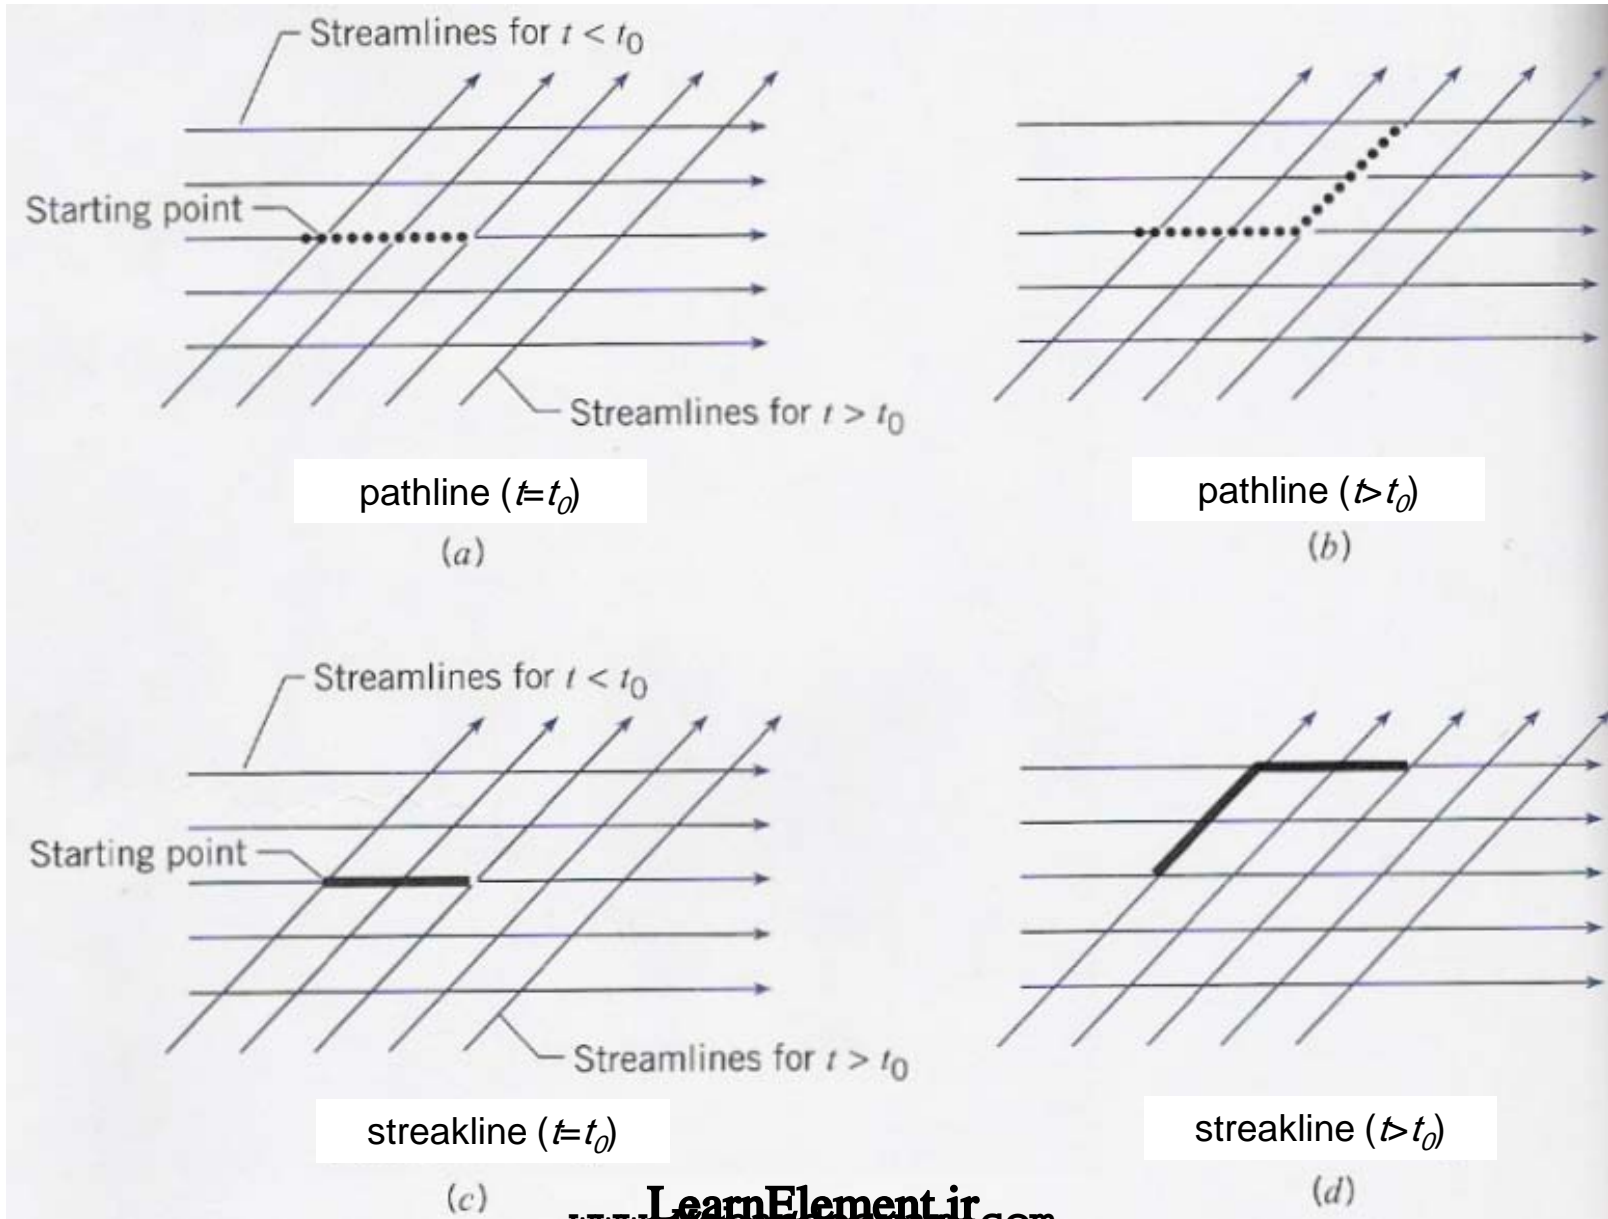 Streamlines for t < t0
Starting point
Streamlines for t > t0
pathline (t=t0)
pathline (t>t0)
(a)
(b)
Streamlines for t < t0
Starting point
Streamlines for t > t0
streakline (t=t0)
streakline (t>t0)
(c)
(d)
LearnElement.ir